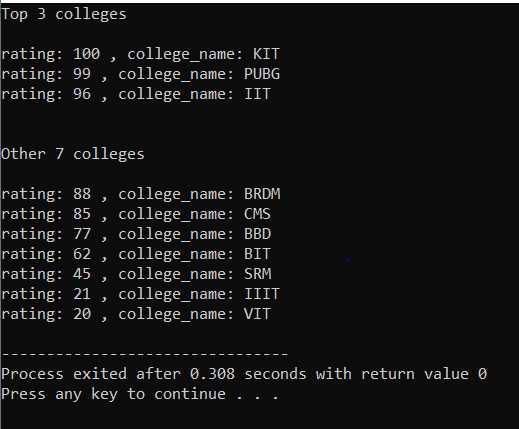 Top 3 colleges
rating: 100 , college_name: KIT
rating: 99 , college_name: PUBG
rating: 96 , college_name: IIT
Other 7 colleges
rating: 88 , college_name: BRDM
rating: 85 , college_name: CMS
rating: 77 , college_name: BBD
rating: 62 , college_name: BIT
rating: 45 , college_name: SRM
rating: 21 , college_name: IIIT
rating: 20 , college_name: VIT
--------------------------------
Process exited after 0.308 seconds with return value 0
Press any key to continue . . .